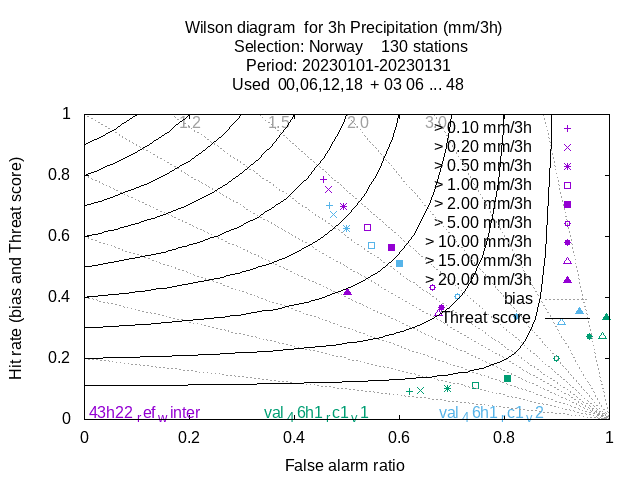 Wilson diagram for 3h Precipitation (mm/3h)
Selection: Norway 130 stations
Period: 20230101-20230131
Used 00,06,12,18 + 03 06 ... 48
1.2 1.5 2.0 3.0
> 0.10 mm/3h
> 0.20 mm/3h
> 0.50 mm/3h
> 1.00 mm/3h
> 2.00 mm/3h
> 5.00 mm/3h
> 10.00 mm/3h
> 15.00 mm/3h
> 20.00 mm/3h
bias
Threat score
1
0.8
0.6
0.4
0.2
0
Hit rate (bias and Threat score)
43h22_ref_winter val_46h1_rc1_v1 val_46h1_rc1_v2
0 0.2 0.4 0.6 0.8 1
False alarm ratio